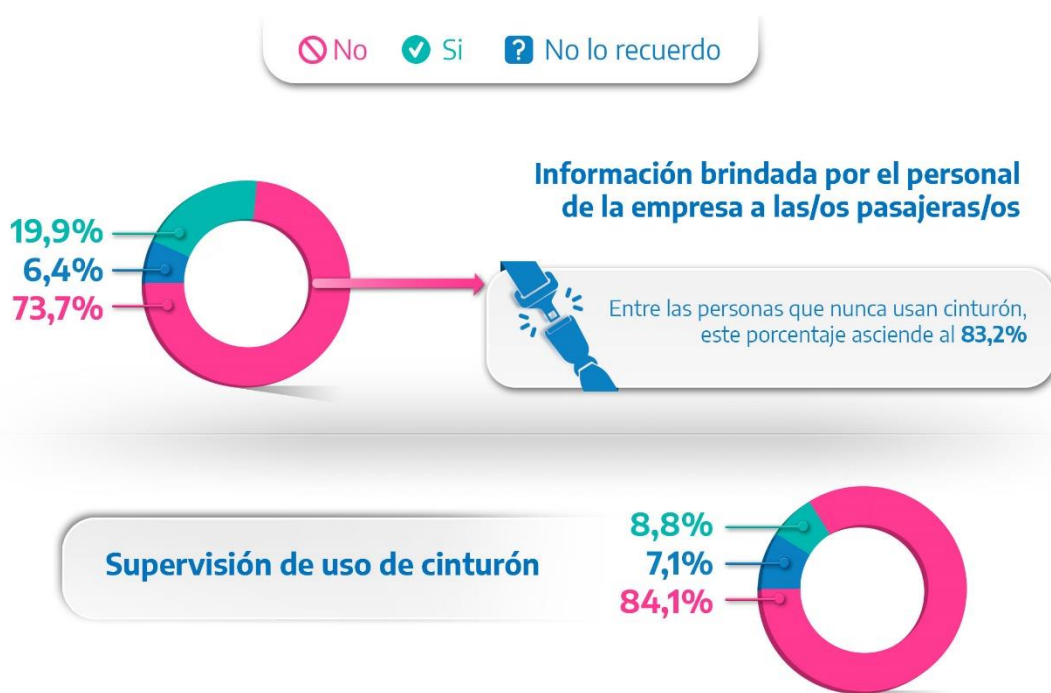 No Si ? No lo recuerdo
Información brindada por el personal
de la empresa a las/os pasajeras/os
19,9%
6,4%
73,7%
Entre las personas que nunca usan cinturón,
este porcentaje asciende al 83,2%
Supervisión de uso de cinturón
8,8%
7,1%
84,1%